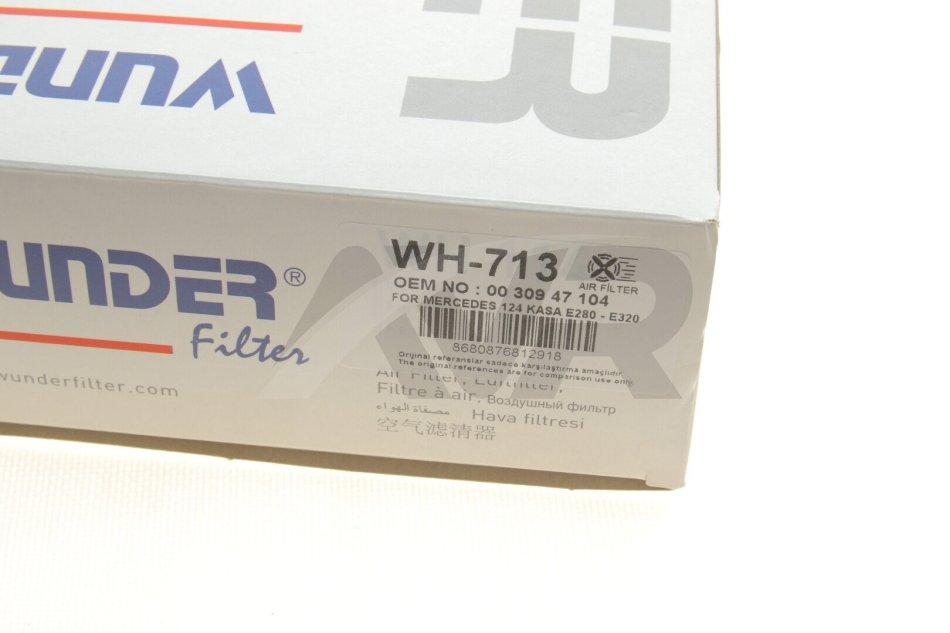 WUNDER
UNDER®
Filter
wunderfilter.com
WH-713
AIR FILTER
OEM NO : 00 309 47 104
FOR MERCEDES 124 KASA E280 - E320
8680876812918
Orijinal referanslar sadece karşılaştırma amaçlıdır.
The original references are for comparison use only.
Air Filter, Luftfilter,
Filtre à air, Воздушный фильтр
مصفاة الهواء Hava filtresi
空气滤清器